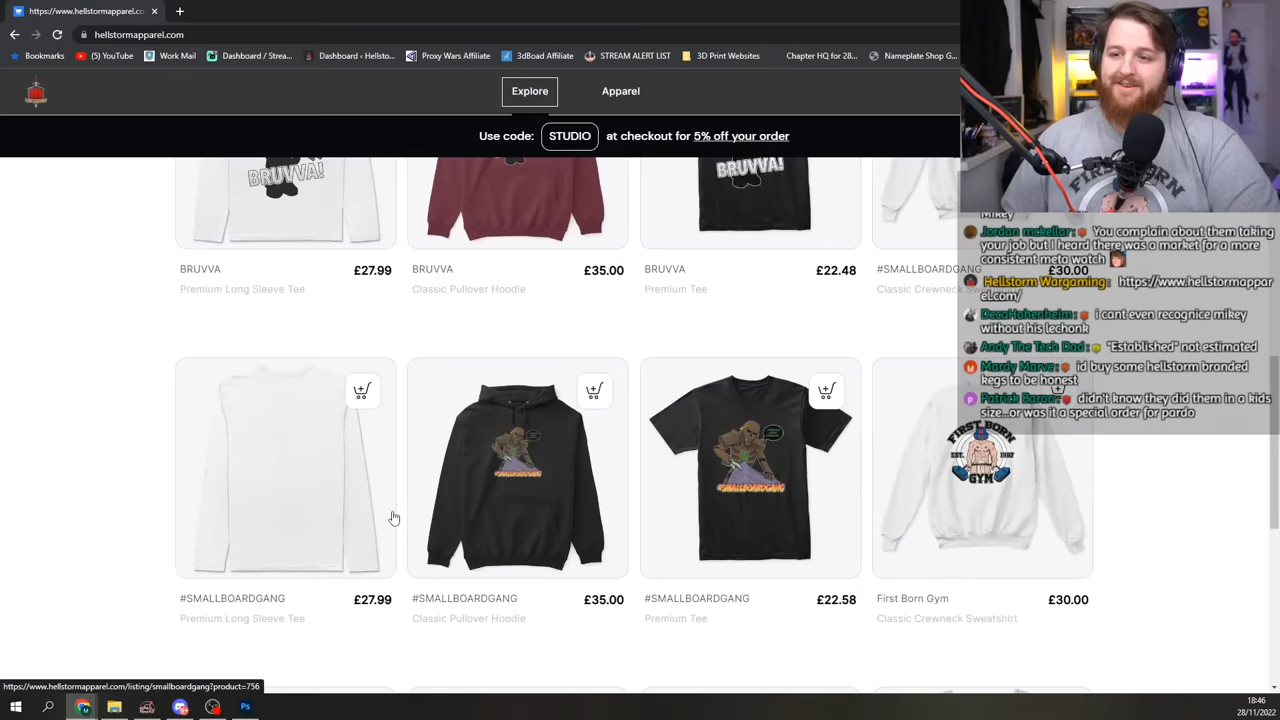 https://www.hellstormapparel.co
hellstormapparel.com
Bookmarks
(5) YouTube
Work Mail
Dashboard / Strea...
Dashboard ‹ Hellsto...
Proxy Wars Affiliate
3dBoad Affiliate
STREAM ALERT LIST
3D Print Websites
Chapter HQ for 28...
Nameplate Shop G...
Explore
Apparel
Use code: STUDIO at checkout for 5% off your order
BRUVVA!
BRUVVA!
FIRST BORN
Mikey
Jordan mckellar: You complain about them taking
your job but I heard there was a market for a more
consistent meta watch
Hellstorm Wargaming: https://www.hellstormappar
el.com/
DecaHohenheim: i cant even recognice mikey
without his lechonk
Andy The Tech Dad: "Established" not estimated
Mardy Marve: id buy some hellstorm branded
kegs to be honest
Patrick Baron: didn't know they did them in a kids
size...or was it a special order for pardo
BRUVVA £27.99
Premium Long Sleeve Tee
BRUVVA £35.00
Classic Pullover Hoodie
BRUVVA £22.48
Premium Tee
#SMALLBOARDGANG £30.00
Classic Crewneck
#SMALLBOARDGANG
#SMALLBOARDGANG
FIRST BORN
EST. 1987
GYM
#SMALLBOARDGANG £27.99
Premium Long Sleeve Tee
#SMALLBOARDGANG £35.00
Classic Pullover Hoodie
#SMALLBOARDGANG £22.58
Premium Tee
First Born Gym £30.00
Classic Crewneck Sweatshirt
https://www.hellstormapparel.com/listing/smallboardgang?product=756
18:46
28/11/2022